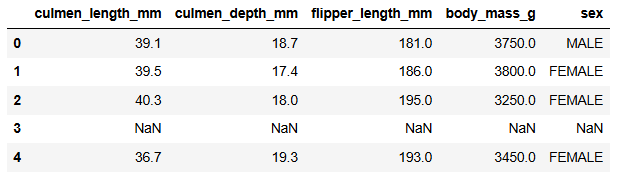 culmen_length_mm culmen_depth_mm flipper_length_mm body_mass_g sex
0 39.1 18.7 181.0 3750.0 MALE
1 39.5 17.4 186.0 3800.0 FEMALE
2 40.3 18.0 195.0 3250.0 FEMALE
3 NaN NaN NaN NaN NaN
4 36.7 19.3 193.0 3450.0 FEMALE